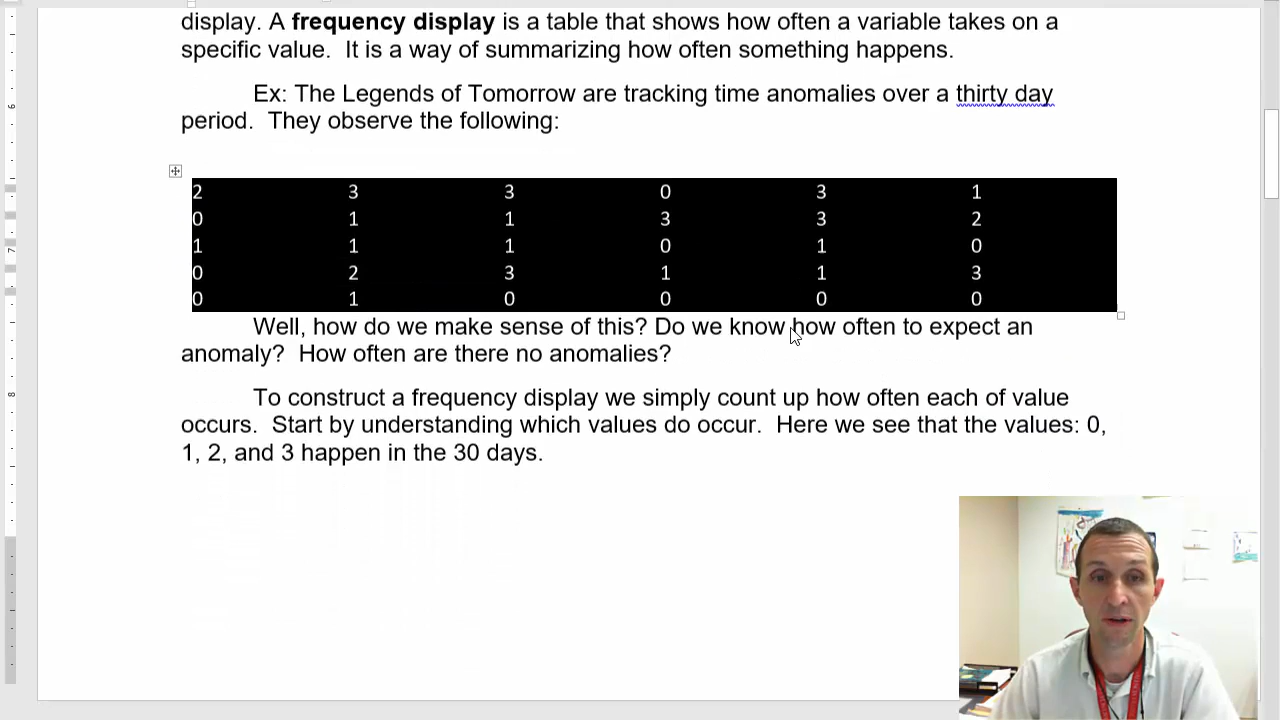 display. A frequency display is a table that shows how often a variable takes on a
specific value.  It is a way of summarizing how often something happens.
Ex: The Legends of Tomorrow are tracking time anomalies over a thirty day
period.  They observe the following:
2 3 3 0 3 1
0 1 1 3 3 2
1 1 1 0 1 0
0 2 3 1 1 3
0 1 0 0 0 0
Well, how do we make sense of this? Do we know how often to expect an
anomaly?  How often are there no anomalies?
To construct a frequency display we simply count up how often each of value
occurs.  Start by understanding which values do occur.  Here we see that the values: 0,
1, 2, and 3 happen in the 30 days.
6
7
8